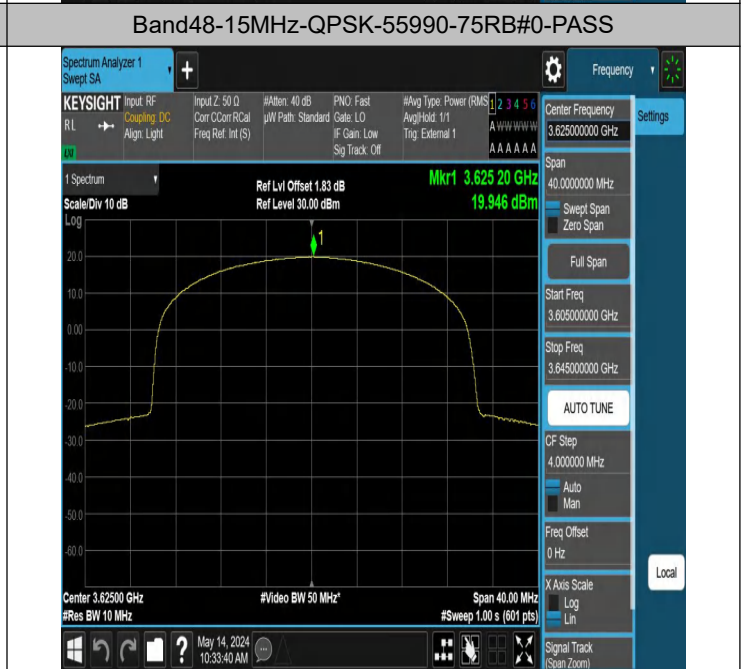 Band48-15MHz-QPSK-55990-75RB#0-PASS
Spectrum Analyzer 1
Swept SA
+
Frequency
KEYSIGHT
RL
Input: RF
Coupling: DC
Align: Light
Input Z: 50 Ω
Corr CCorr RCal
Freq Ref: Int (S)
#Atten: 40 dB
µW Path: Standard
PNO: Fast
Gate: LO
IF Gain: Low
Sig Track: Off
#Avg Type: Power (RMS
Avg|Hold: 1/1
Trig: External 1
1 2 3 4 5 6
A W W W W W
A A A A A A
Center Frequency
3.625000000 GHz
Settings
1 Spectrum
Scale/Div 10 dB
Log
Ref Lvl Offset 1.83 dB
Ref Level 30.00 dBm
Mkr1 3.625 20 GHz
19.946 dBm
1
20.0
10.0
0.00
-10.0
-20.0
-30.0
-40.0
-50.0
-60.0
Center 3.62500 GHz
#Res BW 10 MHz
#Video BW 50 MHz*
Span 40.00 MHz
#Sweep 1.00 s (601 pts)
Span
40.0000000 MHz
Swept Span
Zero Span
Full Span
Start Freq
3.605000000 GHz
Stop Freq
3.645000000 GHz
AUTO TUNE
CF Step
4.000000 MHz
Auto
Man
Freq Offset
0 Hz
X Axis Scale
Log
Lin
Local
Signal Track
(Span Zoom)
?
May 14, 2024
10:33:40 AM